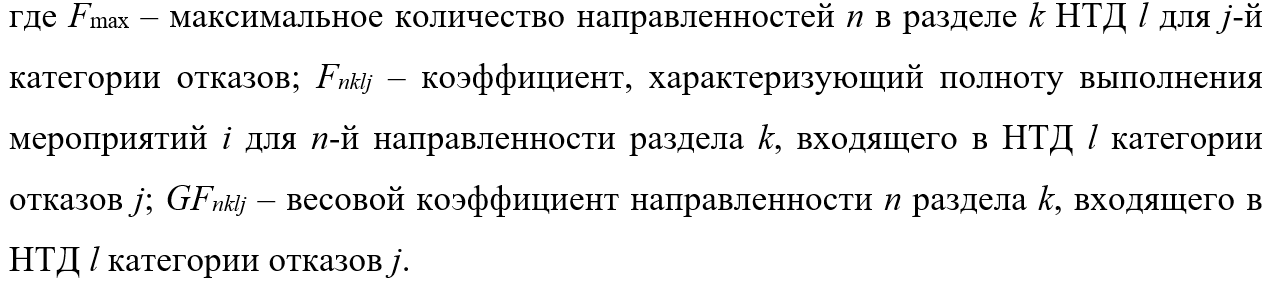 где Fmax – максимальное количество направленностей n в разделе k НТД l для j-й
категории отказов; Fnklj – коэффициент, характеризующий полноту выполнения
мероприятий i для n-й направленности раздела k, входящего в НТД l категории
отказов j; GFnklj – весовой коэффициент направленности n раздела k, входящего в
НТД l категории отказов j.